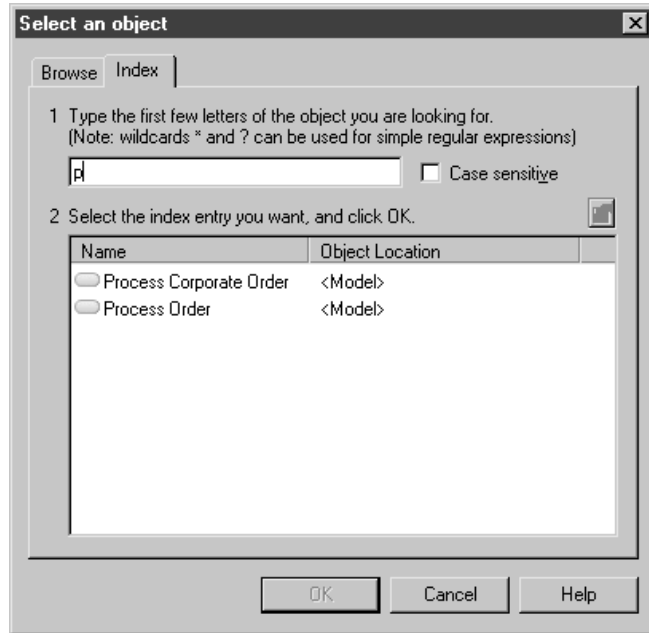 Select an object
Browse Index
1 Type the first few letters of the object you are looking for.
(Note: wildcards * and ? can be used for simple regular expressions)
p Case sensitive
2 Select the index entry you want, and click OK.
Name Object Location
Process Corporate Order <Model>
Process Order <Model>
OK Cancel Help